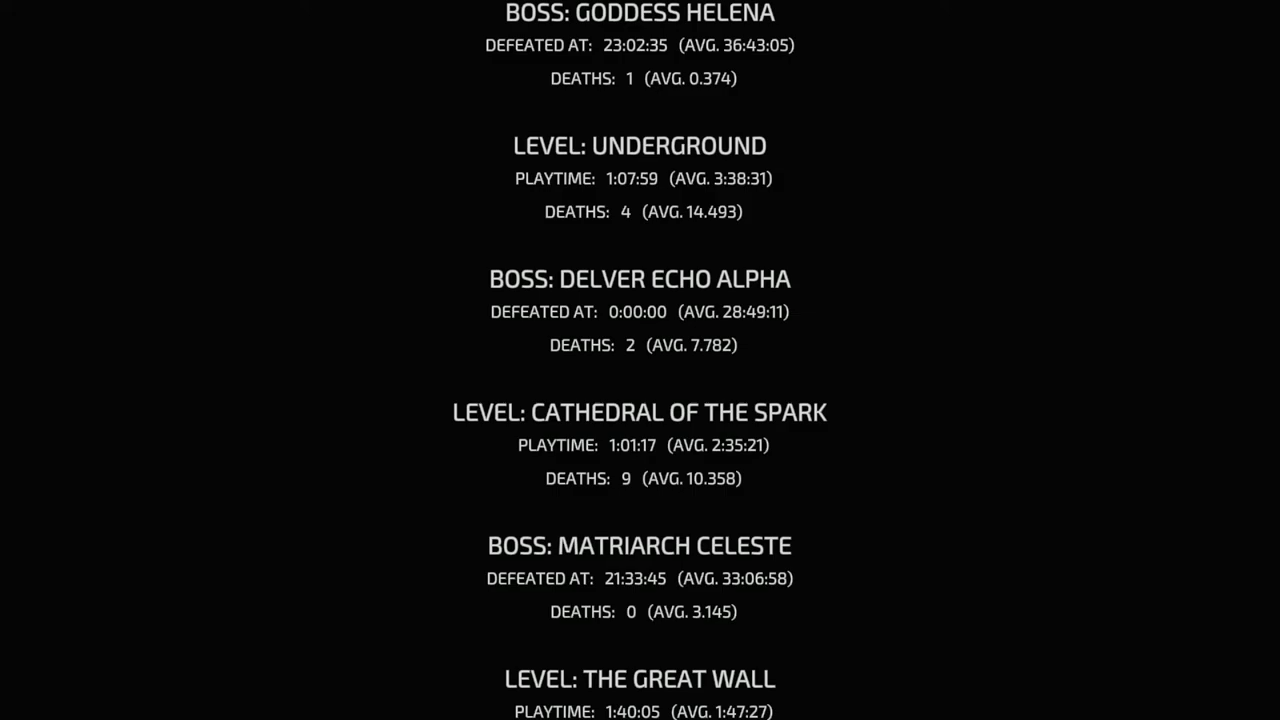 BOSS: GODDESS HELENA
DEFEATED AT: 23:02:35 (AVG. 36:43:05)
DEATHS: 1 (AVG. 0.374)
LEVEL: UNDERGROUND
PLAYTIME: 1:07:59 (AVG. 3:38:31)
DEATHS: 4 (AVG. 14.493)
BOSS: DELVER ECHO ALPHA
DEFEATED AT: 0:00:00 (AVG. 28:49:11)
DEATHS: 2 (AVG. 7.782)
LEVEL: CATHEDRAL OF THE SPARK
PLAYTIME: 1:01:17 (AVG. 2:35:21)
DEATHS: 9 (AVG. 10.358)
BOSS: MATRIARCH CELESTE
DEFEATED AT: 21:33:45 (AVG. 33:06:58)
DEATHS: 0 (AVG. 3.145)
LEVEL: THE GREAT WALL
PLAYTIME: 1:40:05 (AVG. 1:47:27)